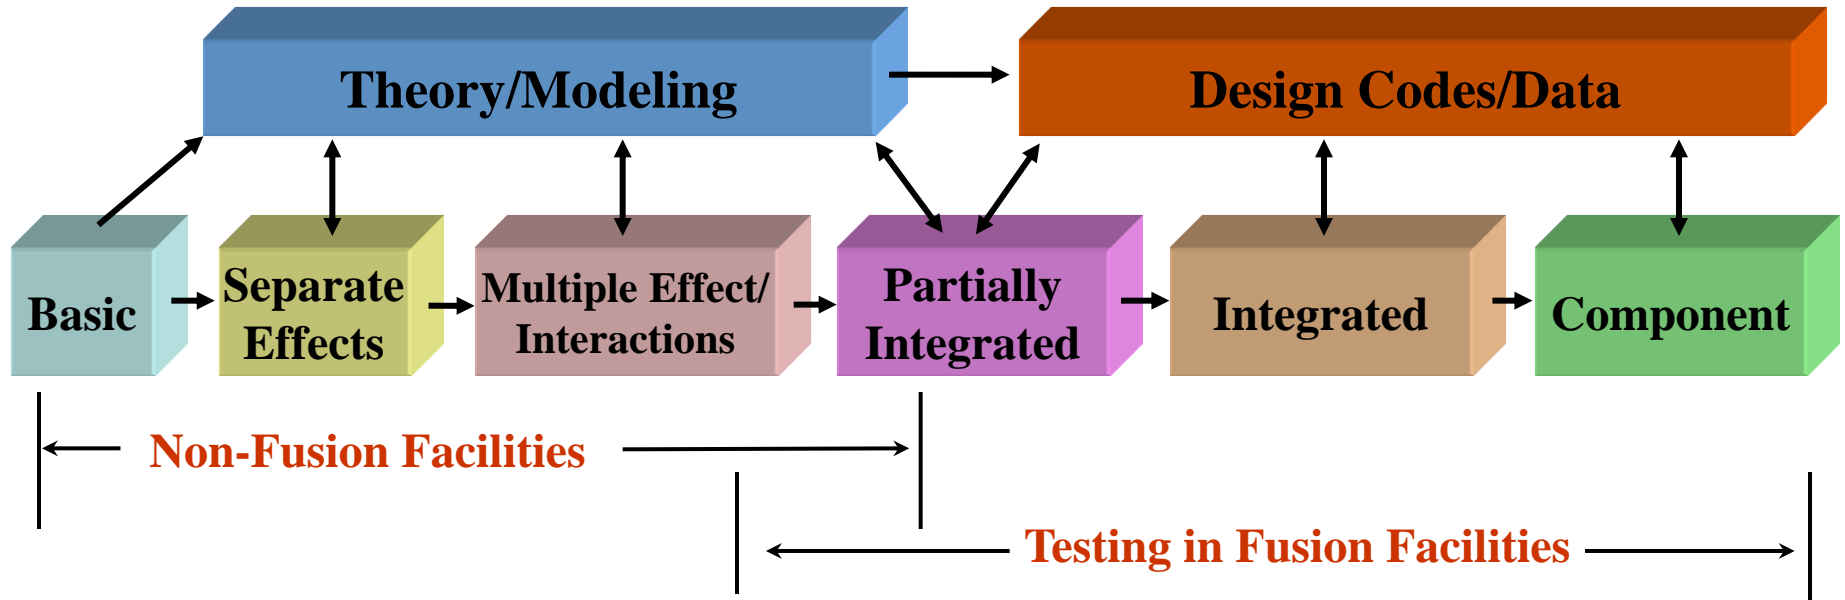 Theory/Modeling
Design Codes/Data
Basic
Separate
Effects
Multiple Effect/
Interactions
Partially
Integrated
Integrated
Component
Non-Fusion Facilities
Testing in Fusion Facilities